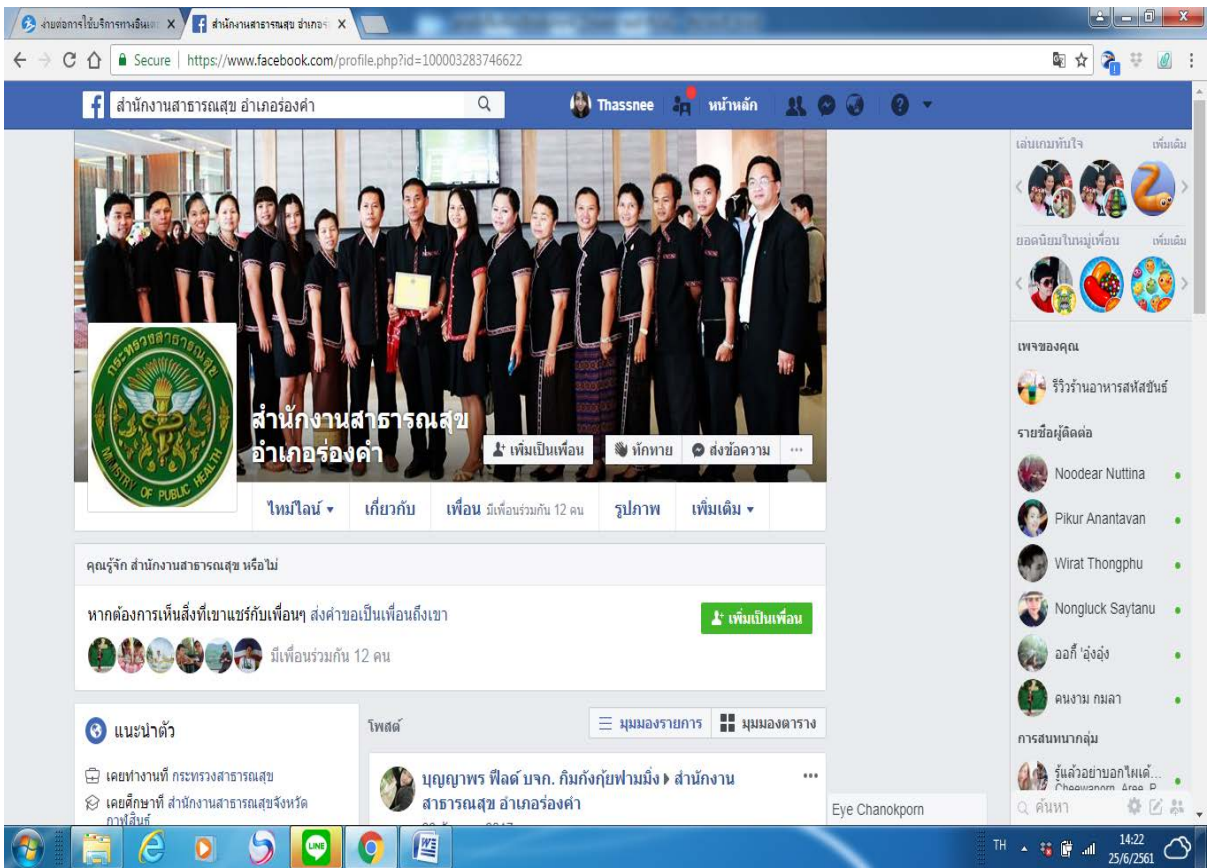 ง่ายต่อการใช้บริการทางอินเตอ
สำนักงานสาธารณสุข อำเภอร่
Secure | https://www.facebook.com/profile.php?id=100003283746622
สำนักงานสาธารณสุข อำเภอร่องคำ
Thassnee
หน้าหลัก
กระทรวงสาธารณสุข
MINISTRY OF PUBLIC HEALTH
สำนักงานสาธารณสุข
อำเภอร่องคำ
เพิ่มเป็นเพื่อน
ทักทาย
ส่งข้อความ
ไทม์ไลน์
เกี่ยวกับ
เพื่อน มีเพื่อนร่วมกัน 12 คน
รูปภาพ
เพิ่มเติม
คุณรู้จัก สำนักงานสาธารณสุข หรือไม่
หากต้องการเห็นสิ่งที่เขาแชร์กับเพื่อนๆ ส่งคำขอเป็นเพื่อนถึงเขา
เพิ่มเป็นเพื่อน
มีเพื่อนร่วมกัน 12 คน
แนะนำตัว
เคยทำงานที่ กระทรวงสาธารณสุข
เคยศึกษาที่ สำนักงานสาธารณสุขจังหวัด
กาฬสินธุ์
โพสต์
มุมมองรายการ
มุมมองตาราง
บุญญาพร ฟิลด์ บจก. กิมกังกุ่ยฟามมิ่ง ▸ สำนักงาน
สาธารณสุข อำเภอร่องคำ
2017
เล่นเกมทันใจ
เพิ่มเติม
ยอดนิยมในหมู่เพื่อน
เพิ่มเติม
เพจของคุณ
รีวิวร้านอาหารสหัสขันธ์
รายชื่อผู้ติดต่อ
Noodear Nuttina
Pikur Anantavan
Wirat Thongphu
Nongluck Saytanu
ออกี้ 'อุ๋งอุ๋ง
คนงาม กมลา
การสนทนากลุ่ม
รู้แล้วอย่าบอกไผเด้...
Cheewanorn, Aree, P
ค้นหา
Eye Chanokporn
LINE
TH
14:22
25/6/2561